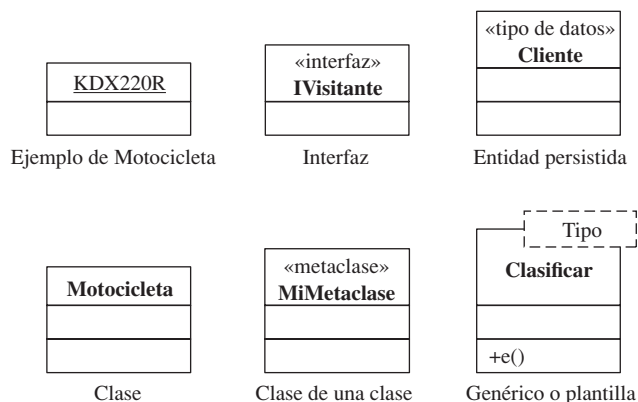 KDX220R
Ejemplo de Motocicleta
«interfaz»
IVisitante
Interfaz
«tipo de datos»
Cliente
Entidad persistida
Motocicleta
Clase
«metaclase»
MiMetaclase
Clase de una clase
Tipo
Clasificar
+e()
Genérico o plantilla